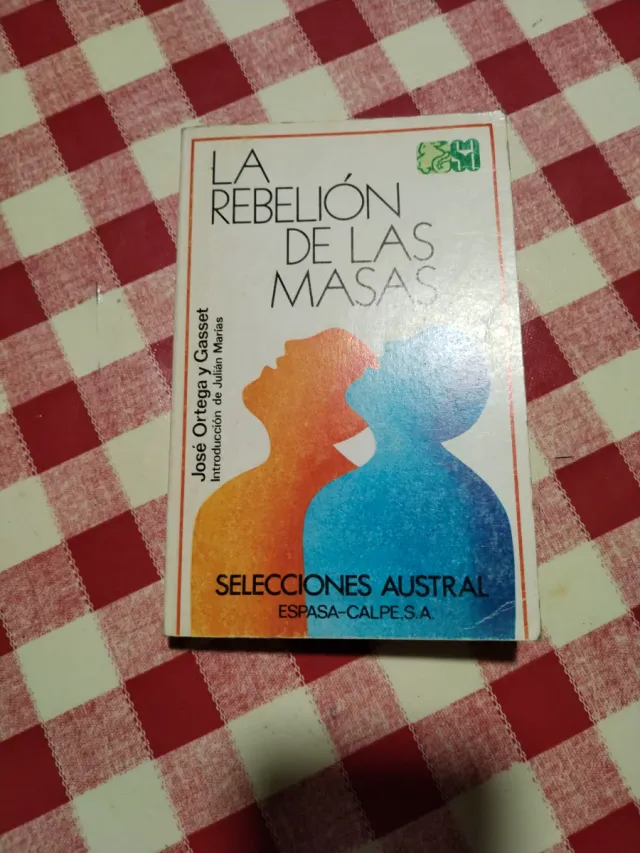 LA
REBELIÓN
DE LAS
MASAS
José Ortega y Gasset
Introducción de Julián Marías
SELECCIONES AUSTRAL
ESPASA-CALPE, S.A.